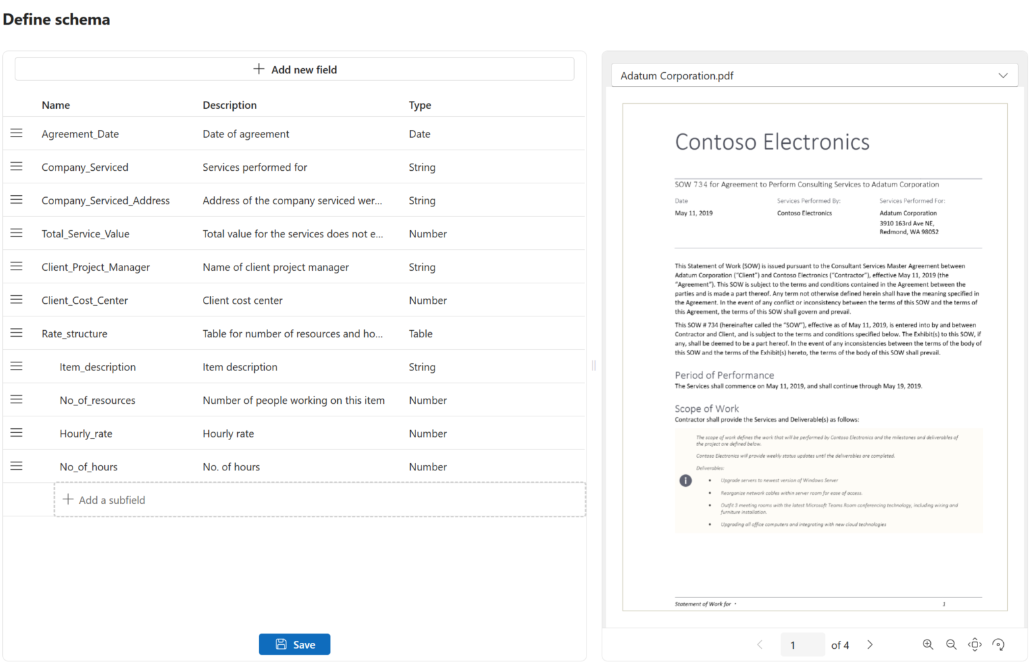 Define schema
+ Add new field
Name Description Type
Agreement_Date Date of agreement Date
Company_Serviced Services performed for String
Company_Serviced_Address Address of the company serviced wer... String
Total_Service_Value Total value for the services does not e... Number
Client_Project_Manager Name of client project manager String
Client_Cost_Center Client cost center Number
Rate_structure Table for number of resources and ho... Table
Item_description Item description String
No_of_resources Number of people working on this item Number
Hourly_rate Hourly rate Number
No_of_hours No. of hours Number
+ Add a subfield
Save
Adatum Corporation.pdf
Contoso Electronics
SOW 734 for Agreement to Perform Consulting Services to Adatum Corporation
Date Services Performed By: Services Performed For:
May 11, 2019 Contoso Electronics Adatum Corporation
3910 163rd Ave NE,
Redmond, WA 98052
This Statement of Work (SOW) is issued pursuant to the Consultant Services Master Agreement between
Adatum Corporation ("Client") and Contoso Electronics ("Contractor"), effective May 11, 2019 (the
"Agreement"). This SOW is subject to the terms and conditions contained in the Agreement between the
parties and is made a part thereof. Any term not otherwise defined herein shall have the meaning specified in
the Agreement. In the event of any conflict or inconsistency between the terms of this SOW and the terms of
this Agreement, the terms of this SOW shall govern and prevail.
This SOW # 734 (hereinafter called the "SOW"), effective as of May 11, 2019, is entered into by and between
Contractor and Client, and is subject to the terms and conditions specified below. The Exhibit(s) to this SOW, if
any, shall be deemed to be a part hereof. In the event of any inconsistencies between the terms of the body of
this SOW and the terms of the Exhibit(s) hereto, the terms of the body of this SOW shall prevail.
Period of Performance
The Services shall commence on May 11, 2019, and shall continue through May 19, 2019.
Scope of Work
Contractor shall provide the Services and Deliverable(s) as follows:
The scope of work defines the work that will be performed by Contoso Electronics and the milestones and deliverables of
the project are defined below.
Contoso Electronics will provide weekly status updates until the deliverables are completed.
Deliverables:
• Upgrade servers to newest version of Windows Server
• Reorganize network cables within server room for ease of access.
• Outfit 3 meeting rooms with the latest Microsoft Teams Room conferencing technology, including wiring and
furniture installation.
• Upgrading all office computers and integrating with new cloud technologies
Statement of Work for • 1
1 of 4